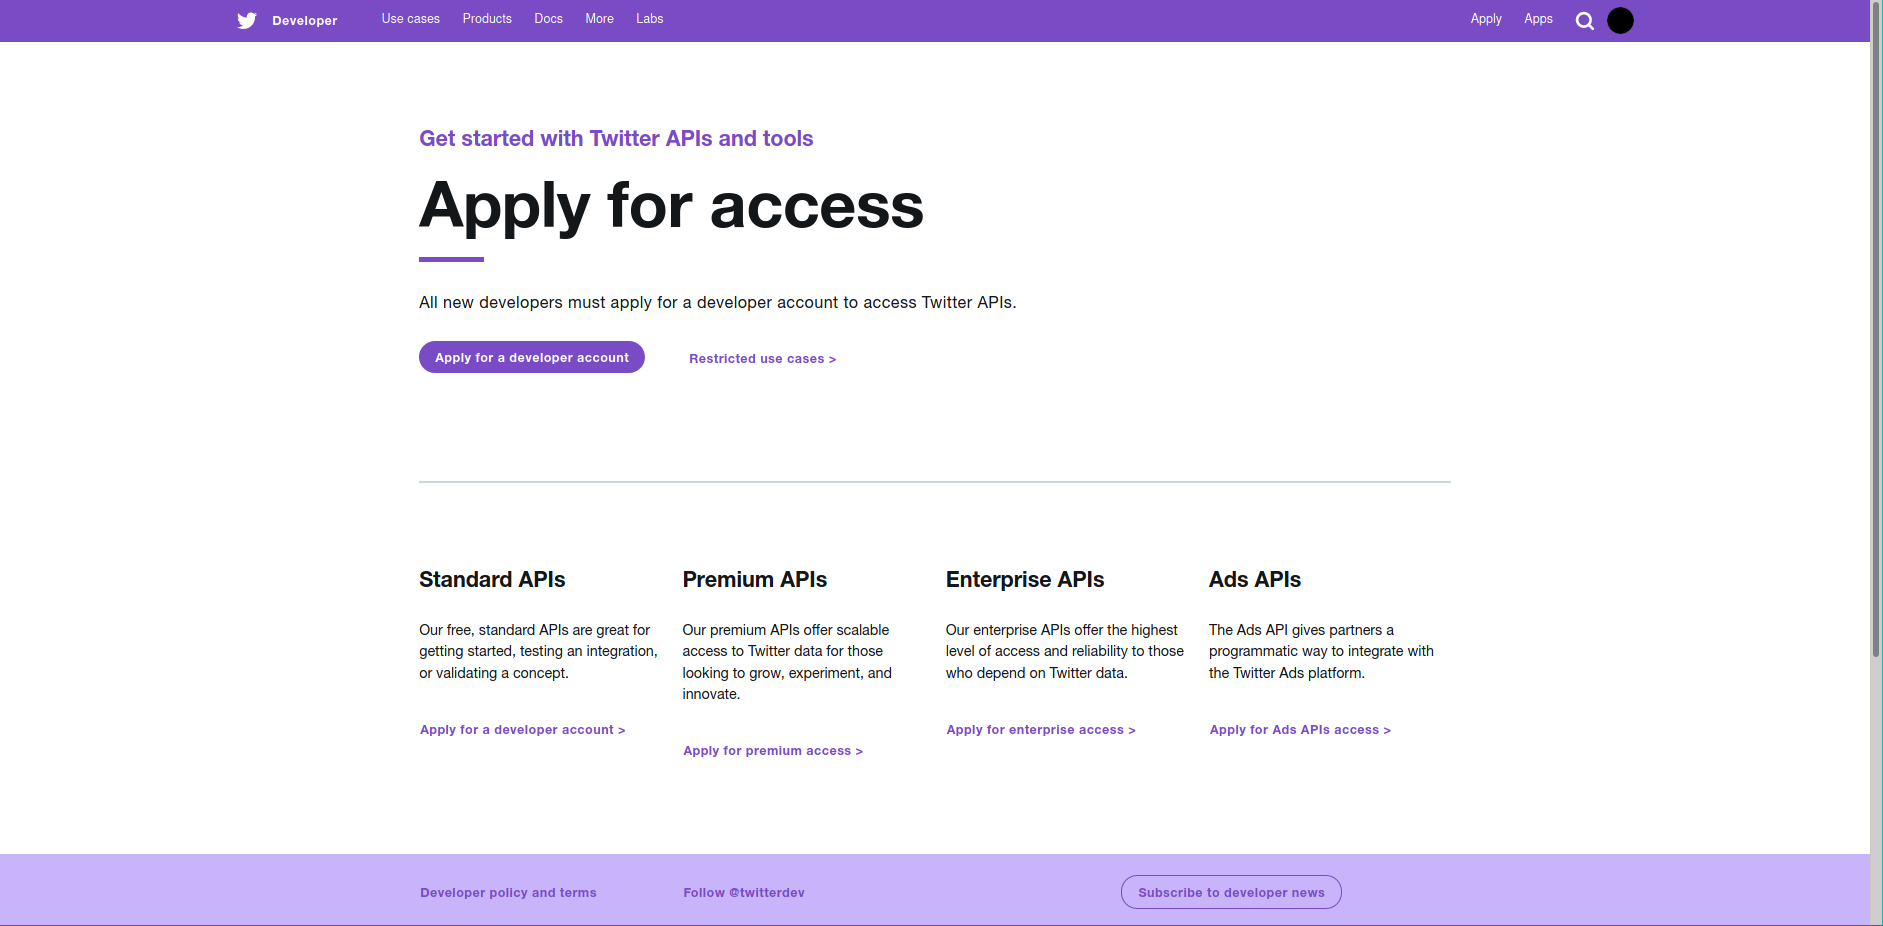 Developer Use cases Products Docs More Labs Apply Apps
Get started with Twitter APIs and tools
Apply for access
All new developers must apply for a developer account to access Twitter APIs.
Apply for a developer account Restricted use cases >
Standard APIs
Our free, standard APIs are great for
getting started, testing an integration,
or validating a concept.
Apply for a developer account >
Premium APIs
Our premium APIs offer scalable
access to Twitter data for those
looking to grow, experiment, and
innovate.
Apply for premium access >
Enterprise APIs
Our enterprise APIs offer the highest
level of access and reliability to those
who depend on Twitter data.
Apply for enterprise access >
Ads APIs
The Ads API gives partners a
programmatic way to integrate with
the Twitter Ads platform.
Apply for Ads APIs access >
Developer policy and terms Follow @twitterdev Subscribe to developer news